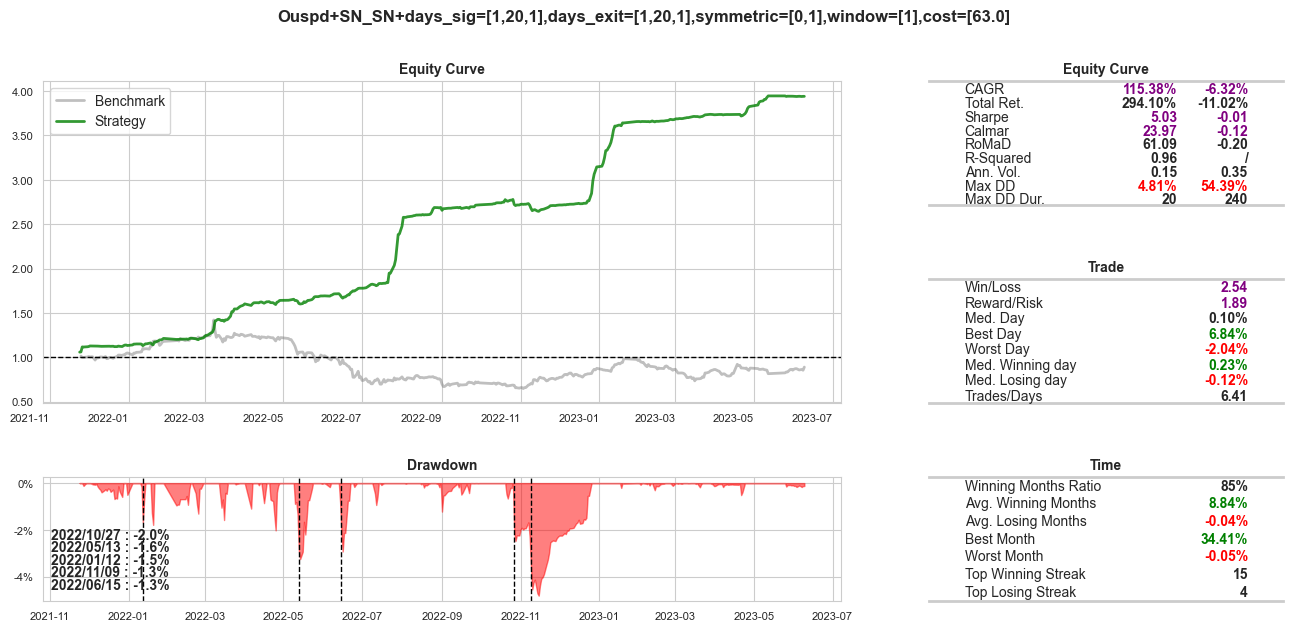 Ouspd+SN_SN+days_sig=[1,20,1],days_exit=[1,20,1],symmetric=[0,1],window=[1],cost=[63.0]
Equity Curve
4.00
3.50
3.00
2.50
2.00
1.50
1.00
0.50
Benchmark
Strategy
2021-11 2022-01 2022-03 2022-05 2022-07 2022-09 2022-11 2023-01 2023-03 2023-05 2023-07
Drawdown
0%
-2%
-4%
2022/10/27 : -2.0%
2022/05/13 : -1.6%
2022/01/12 : -1.5%
2022/11/09 : -1.3%
2022/06/15 : -1.3%
2021-11 2022-01 2022-03 2022-05 2022-07 2022-09 2022-11 2023-01 2023-03 2023-05 2023-07
Equity Curve
CAGR 115.38% -6.32%
Total Ret. 294.10% -11.02%
Sharpe 5.03 -0.01
Calmar 23.97 -0.12
RoMaD 61.09 -0.20
R-Squared 0.96 /
Ann. Vol. 0.15 0.35
Max DD 4.81% 54.39%
Max DD Dur. 20 240
Trade
Win/Loss 2.54
Reward/Risk 1.89
Med. Day 0.10%
Best Day 6.84%
Worst Day -2.04%
Med. Winning day 0.23%
Med. Losing day -0.12%
Trades/Days 6.41
Time
Winning Months Ratio 85%
Avg. Winning Months 8.84%
Avg. Losing Months -0.04%
Best Month 34.41%
Worst Month -0.05%
Top Winning Streak 15
Top Losing Streak 4